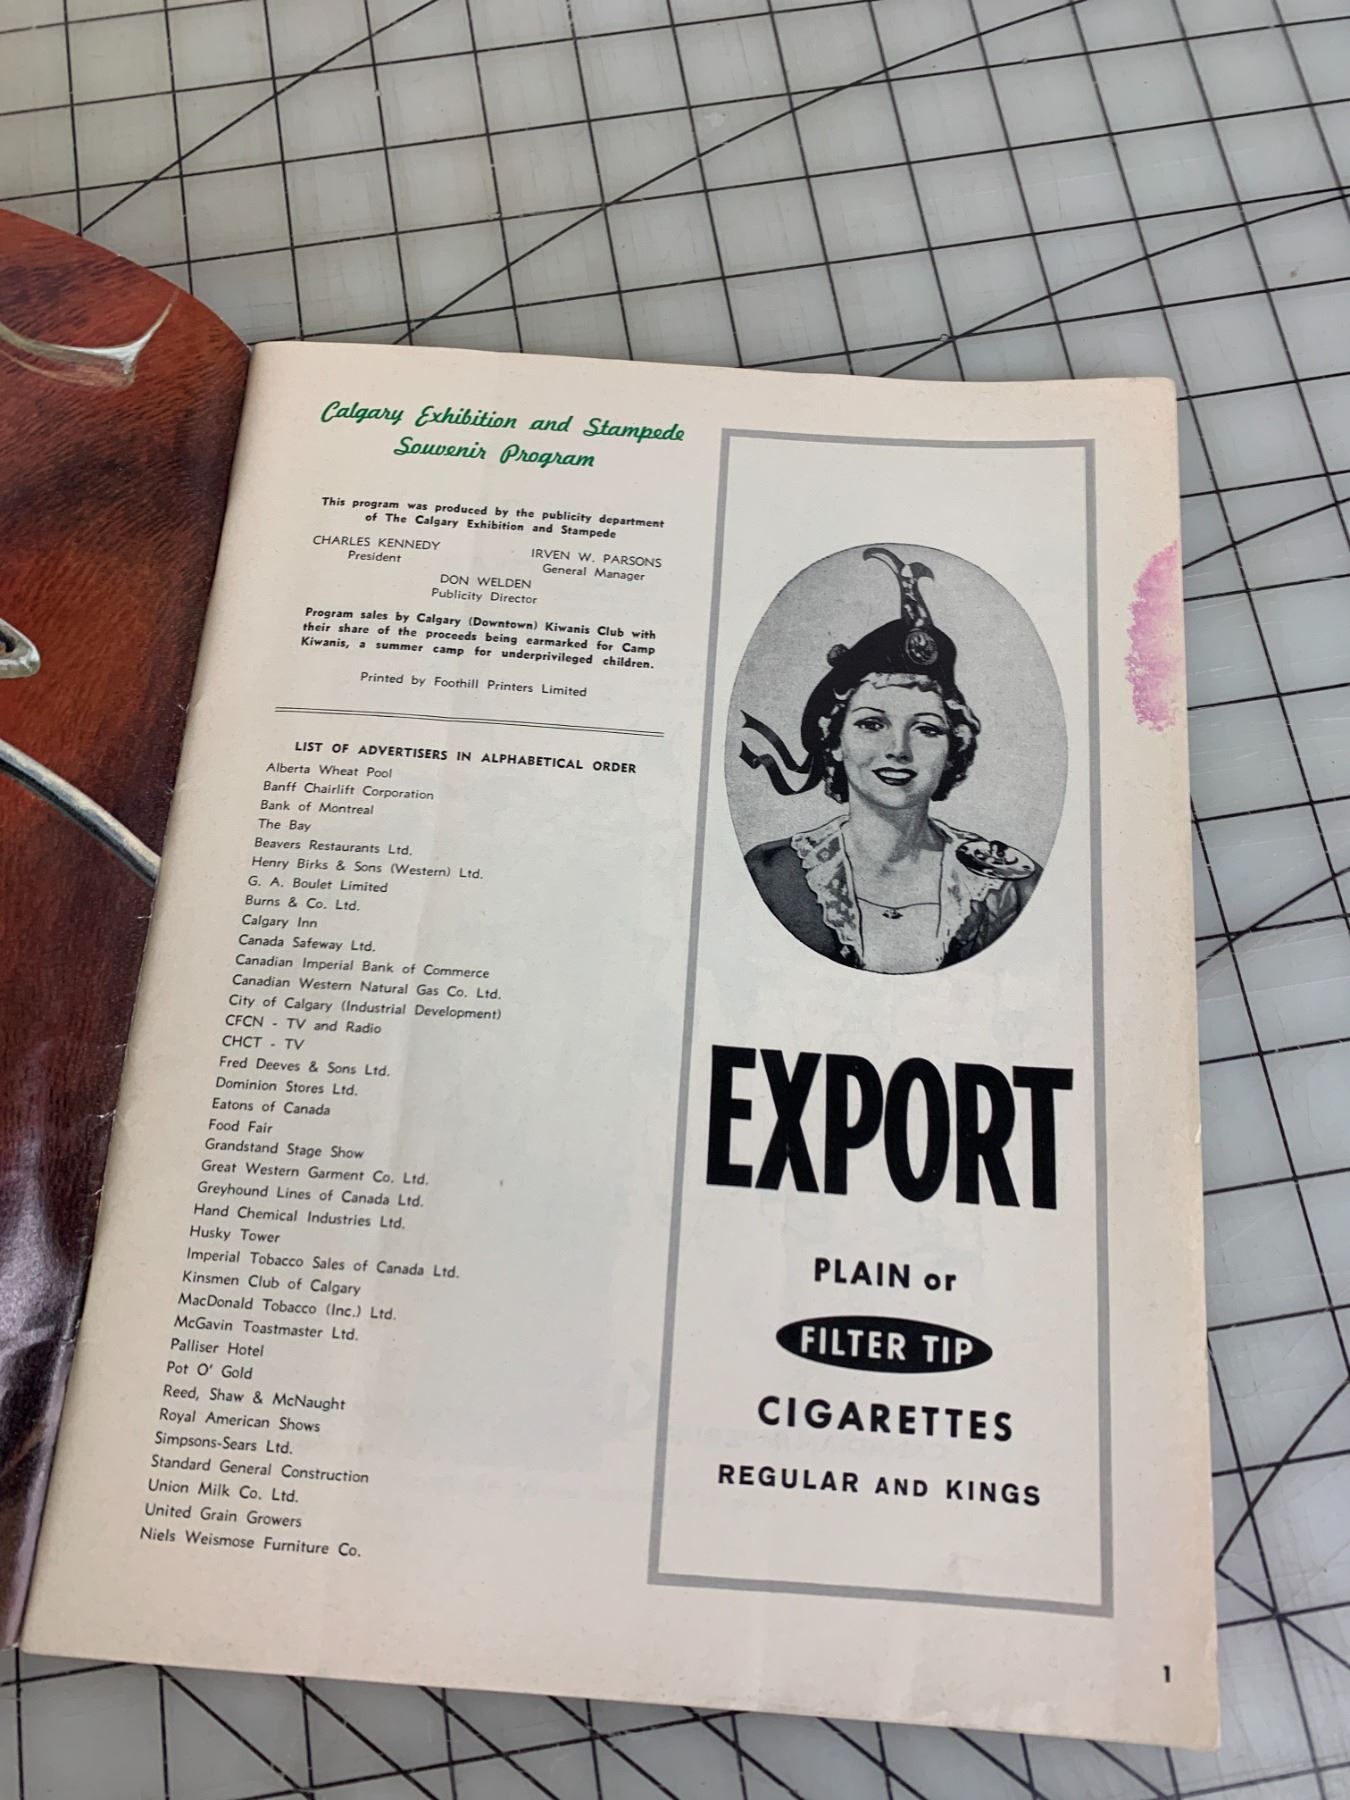 Calgary Exhibition and Stampede
Souvenir Program
This program was produced by the publicity department
of The Calgary Exhibition and Stampede
CHARLES KENNEDY
President
IRVEN W. PARSONS
General Manager
DON WELDEN
Publicity Director
Program sales by Calgary (Downtown) Kiwanis Club with
their share of the proceeds being earmarked for Camp
Kiwanis, a summer camp for underprivileged children.
Printed by Foothill Printers Limited
LIST OF ADVERTISERS IN ALPHABETICAL ORDER
Alberta Wheat Pool
Banff Chairlift Corporation
Bank of Montreal
The Bay
Beavers Restaurants Ltd.
Henry Birks & Sons (Western) Ltd.
G. A. Boulet Limited
Burns & Co. Ltd.
Calgary Inn
Canada Safeway Ltd.
Canadian Imperial Bank of Commerce
Canadian Western Natural Gas Co. Ltd.
City of Calgary (Industrial Development)
CFCN - TV and Radio
CHCT - TV
Fred Deeves & Sons Ltd.
Dominion Stores Ltd.
Eatons of Canada
Food Fair
Grandstand Stage Show
Great Western Garment Co. Ltd.
Greyhound Lines of Canada Ltd.
Hand Chemical Industries Ltd.
Husky Tower
Imperial Tobacco Sales of Canada Ltd.
Kinsmen Club of Calgary
MacDonald Tobacco (Inc.) Ltd.
McGavin Toastmaster Ltd.
Palliser Hotel
Pot O' Gold
Reed, Shaw & McNaught
Royal American Shows
Simpsons-Sears Ltd.
Standard General Construction
Union Milk Co. Ltd.
United Grain Growers
Niels Weismose Furniture Co.
EXPORT
PLAIN or
FILTER TIP
CIGARETTES
REGULAR AND KINGS
1